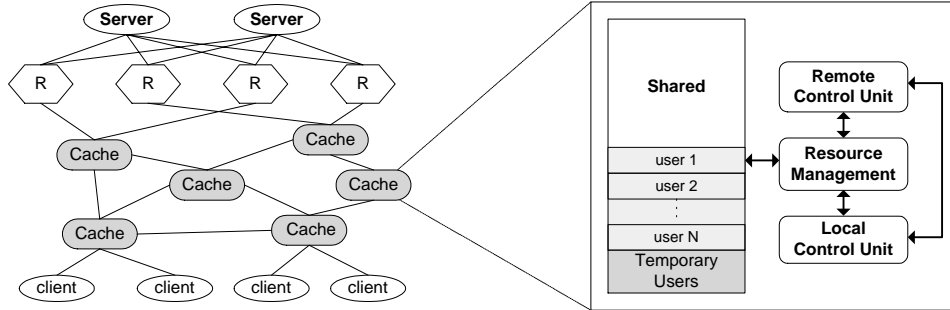 Server
Server
R
R
R
R
Cache
Cache
Cache
Cache
Cache
Cache
client
client
client
client
Shared
user 1
user 2
user N
Temporary
Users
Remote
Control Unit
Resource
Management
Local
Control Unit